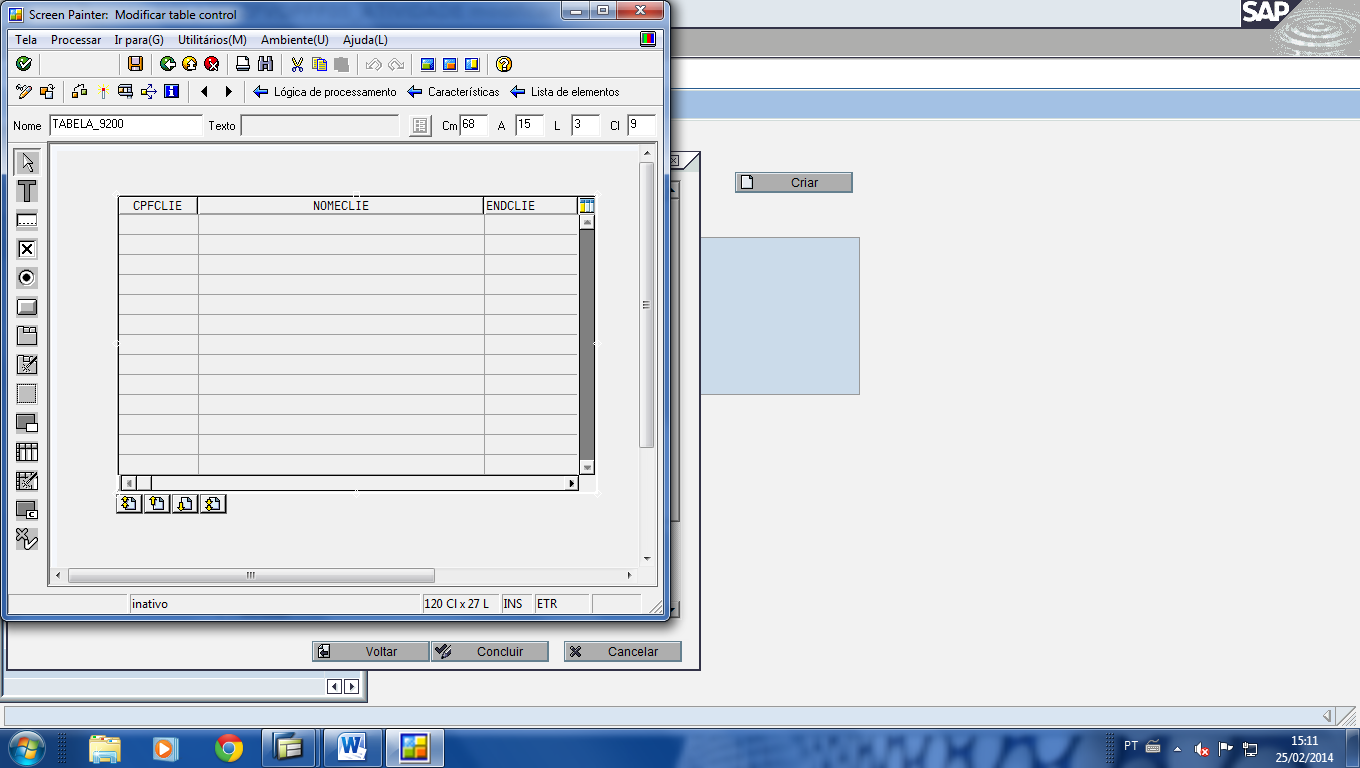 Screen Painter: Modificar table control
SAP
Tela Processar Ir para(G) Utilitários(M) Ambiente(U) Ajuda(L)
Lógica de processamento Características Lista de elementos
Nome TABELA_9200 Texto Cm 68 A 15 L 3 Cl 9
Criar
CPFCLIE NOMECLIE ENDCLIE
inativo 120 Cl x 27 L INS ETR
Voltar Concluir Cancelar
PT 15:11
25/02/2014